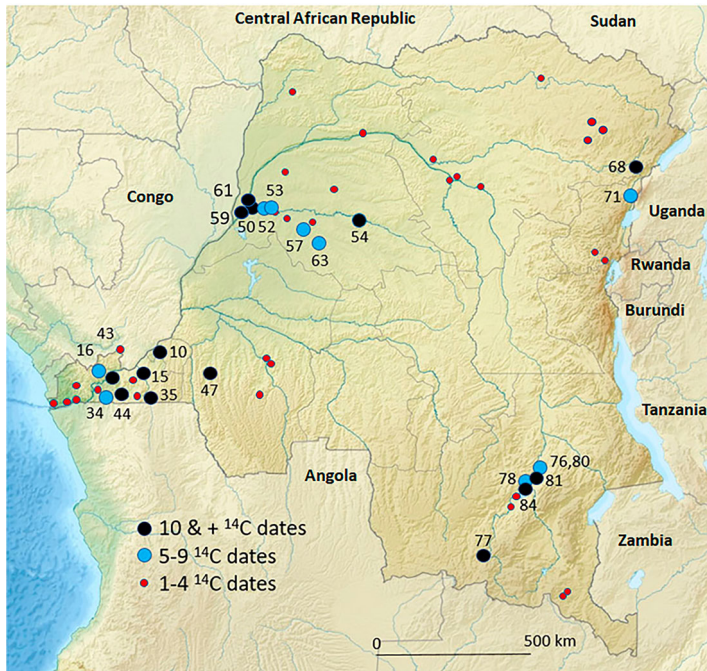 Central African Republic
Sudan
68
61
53
Congo
71
59
50
52
Uganda
57
54
63
Rwanda
Burundi
43
16
10
15
47
34
44
35
Tanzania
76,80
Angola
78
81
84
10 & + ¹⁴C dates
5-9 ¹⁴C dates
1-4 ¹⁴C dates
77
Zambia
0
500 km